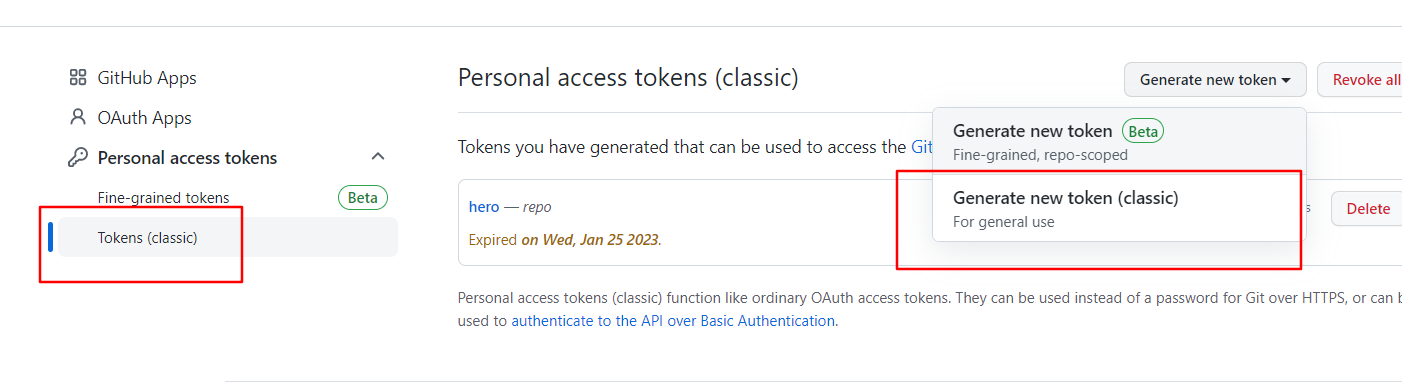 GitHub Apps
OAuth Apps
Personal access tokens
Fine-grained tokens Beta
Tokens (classic)
Personal access tokens (classic)
Generate new token
Revoke all
Generate new token Beta
Fine-grained, repo-scoped
Generate new token (classic)
For general use
Tokens you have generated that can be used to access the Git
hero — repo
Delete
Expired on Wed, Jan 25 2023.
Personal access tokens (classic) function like ordinary OAuth access tokens. They can be used instead of a password for Git over HTTPS, or can b
used to authenticate to the API over Basic Authentication.